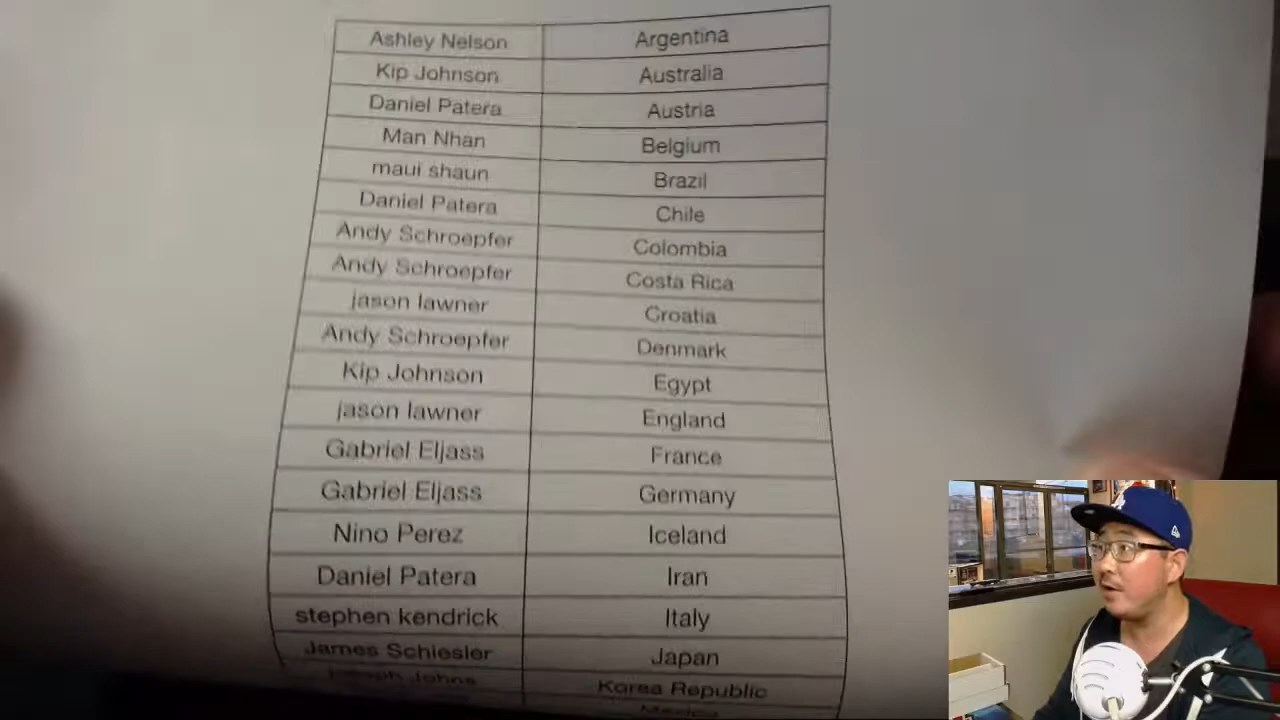 Ashley Nelson Argentina
Kip Johnson Australia
Daniel Patera Austria
Man Nhan Belgium
maui shaun Brazil
Daniel Patera Chile
Andy Schroepfer Colombia
Andy Schroepfer Costa Rica
jason lawner Croatia
Andy Schroepfer Denmark
Kip Johnson Egypt
jason lawner England
Gabriel Eljass France
Gabriel Eljass Germany
Nino Perez Iceland
Daniel Patera Iran
stephen kendrick Italy
James Schiesler Japan
Johns Korea Republic
Mexico
LA